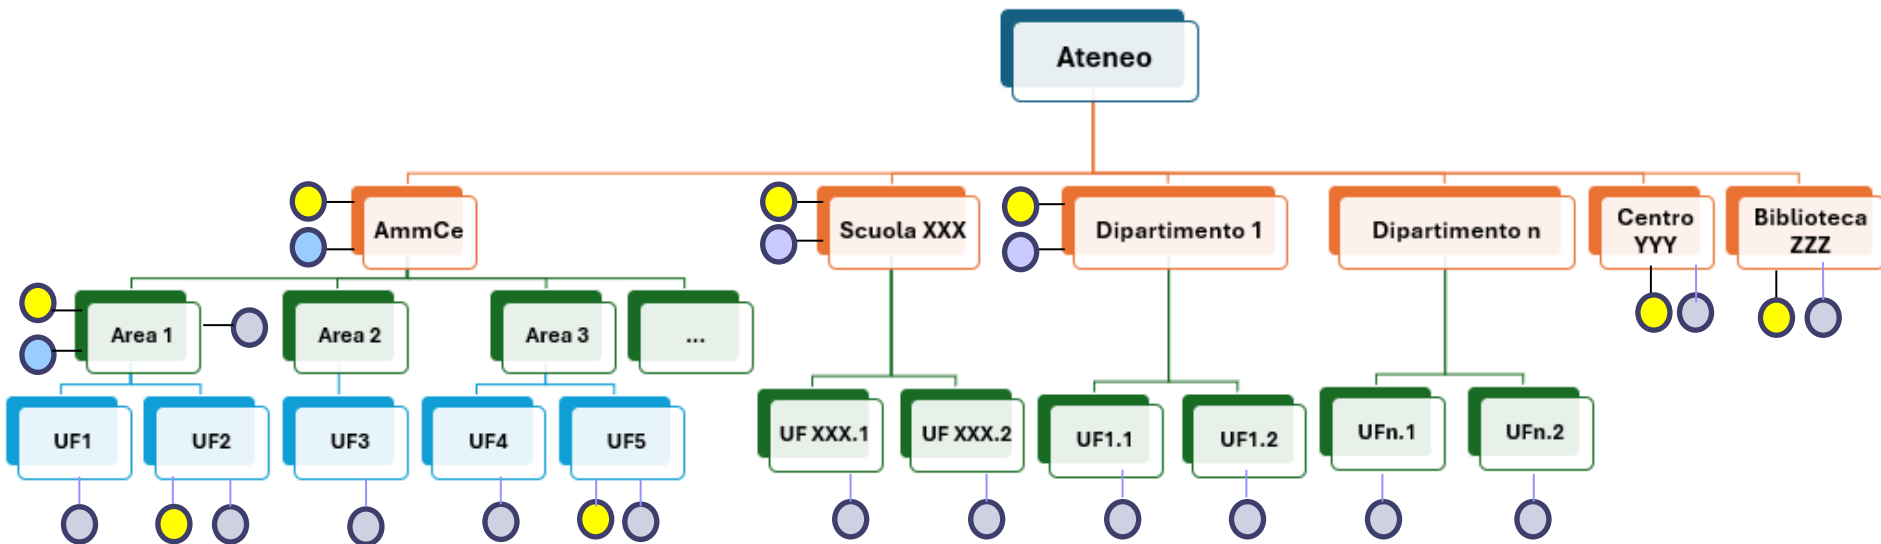 Ateneo
AmmCe
Scuola XXX
Dipartimento 1
Dipartimento n
Centro
YYY
Biblioteca
ZZZ
Area 1
Area 2
Area 3
...
UF1
UF2
UF3
UF4
UF5
UF XXX.1
UF XXX.2
UF1.1
UF1.2
UFn.1
UFn.2